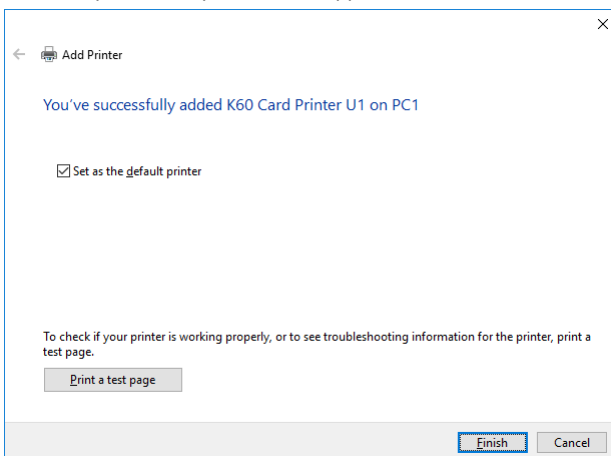 Add Printer
You've successfully added K60 Card Printer U1 on PC1
Set as the default printer
To check if your printer is working properly, or to see troubleshooting information for the printer, print a
test page.
Print a test page
Finish Cancel